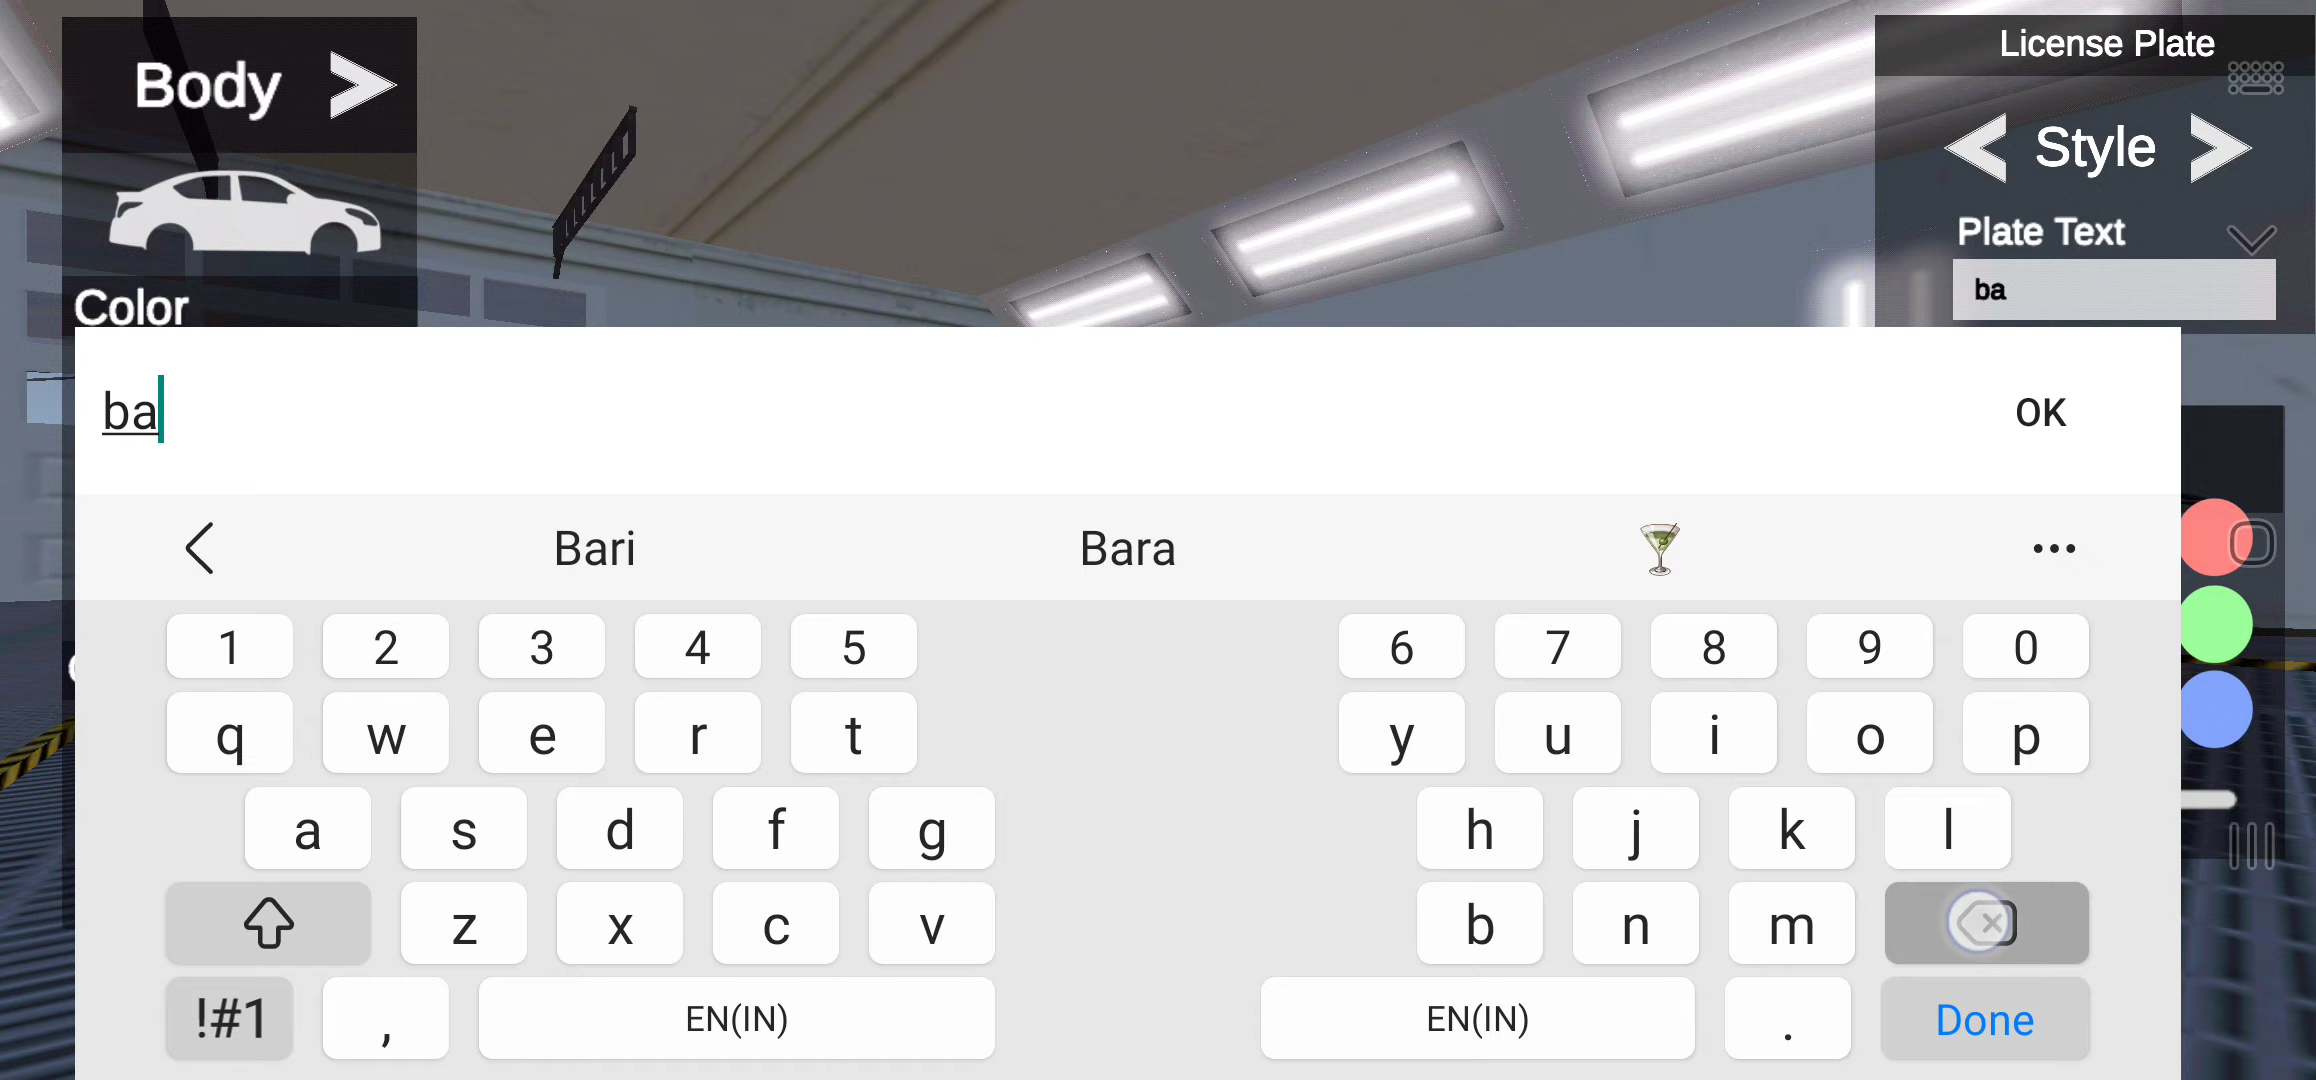 Body
License Plate
Style
Plate Text
ba
Color
ba
OK
Bari
Bara
1 2 3 4 5 6 7 8 9 0
q w e r t y u i o p
a s d f g h j k l
z x c v b n m
!#1 , EN(IN) EN(IN) . Done